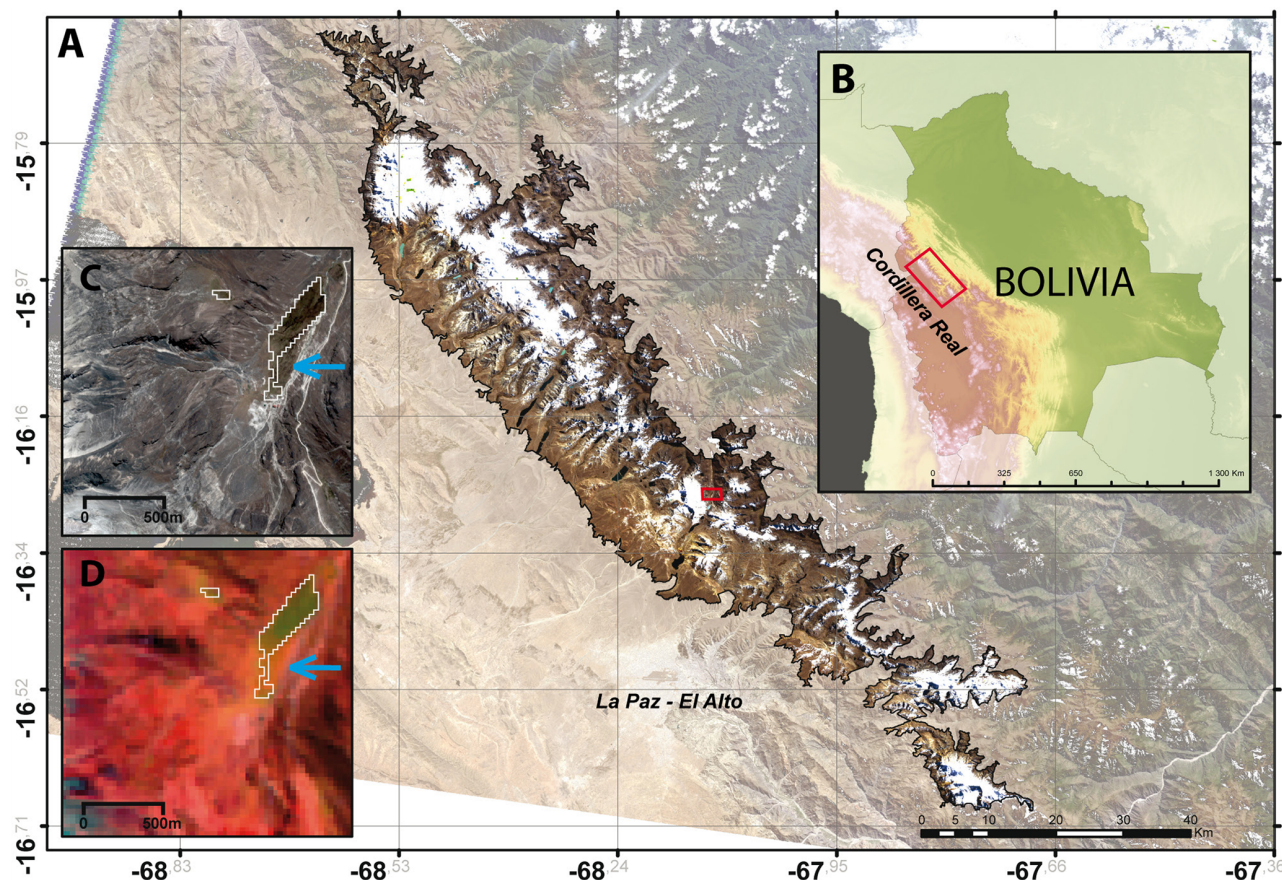 A
B
BOLIVIA
Cordillera Real
0 325 650 1 300 Km
C
0 500m
D
0 500m
La Paz - El Alto
0 5 10 20 30 40
Km
-15.79
-15.97
-16.16
-16.34
-16.52
-16.71
-68.83 -68.53 -68.24 -67.95 -67.66 -67.36